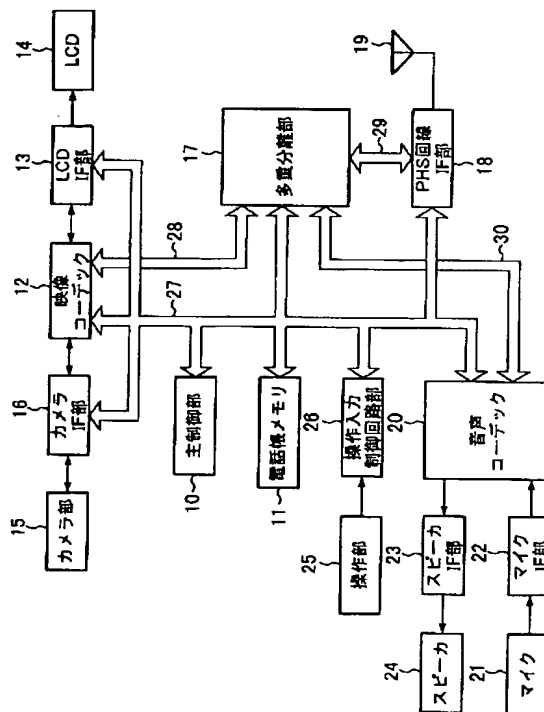 14
LCD
13
LCD
IF部
12
映像
コーデック
16
カメラ
IF部
15
カメラ部
28
27
17
多重分離部
29
19
PHS回線
IF部
18
30
主制御部
10
電話帳メモリ
11
操作入力
制御回路部
26
操作部
25
20
音声
コーデック
スピーカ
IF部
23
スピーカ
24
マイク
IF部
22
マイク
21